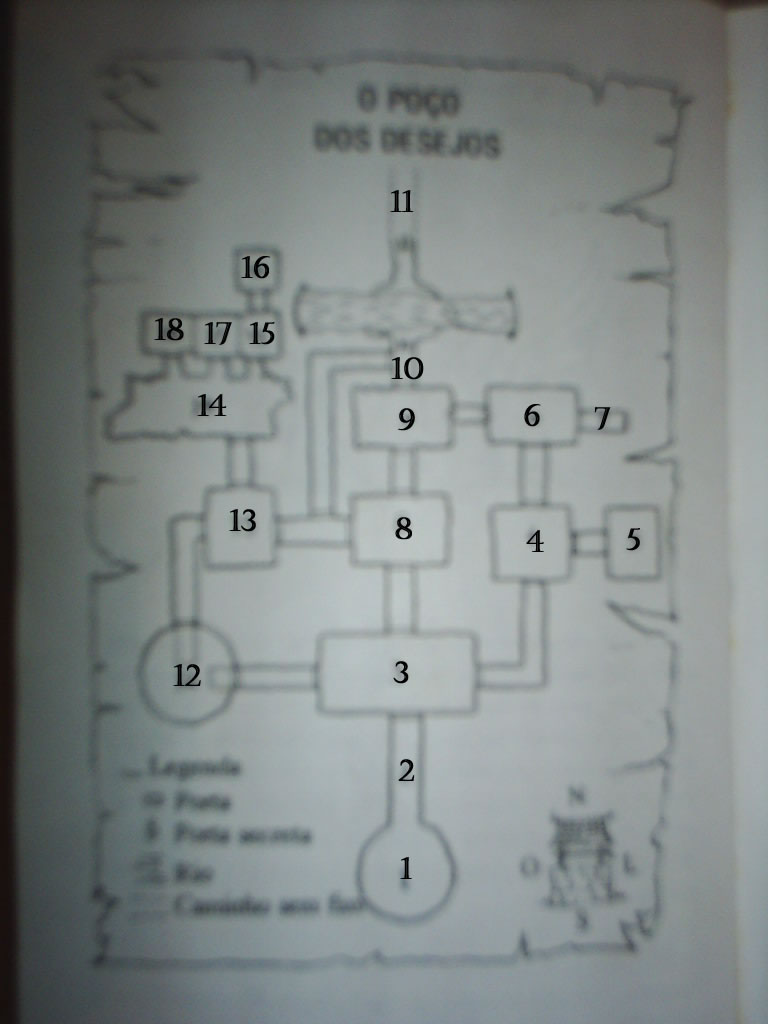 O POÇO
DOS DESEJOS
11
16
18 17 15
10
14
9 6 7
13
8 4 5
12 3
2
1
Legenda
Porta
Porta secreta
Rio
Caminho sem fim
N
O L
S